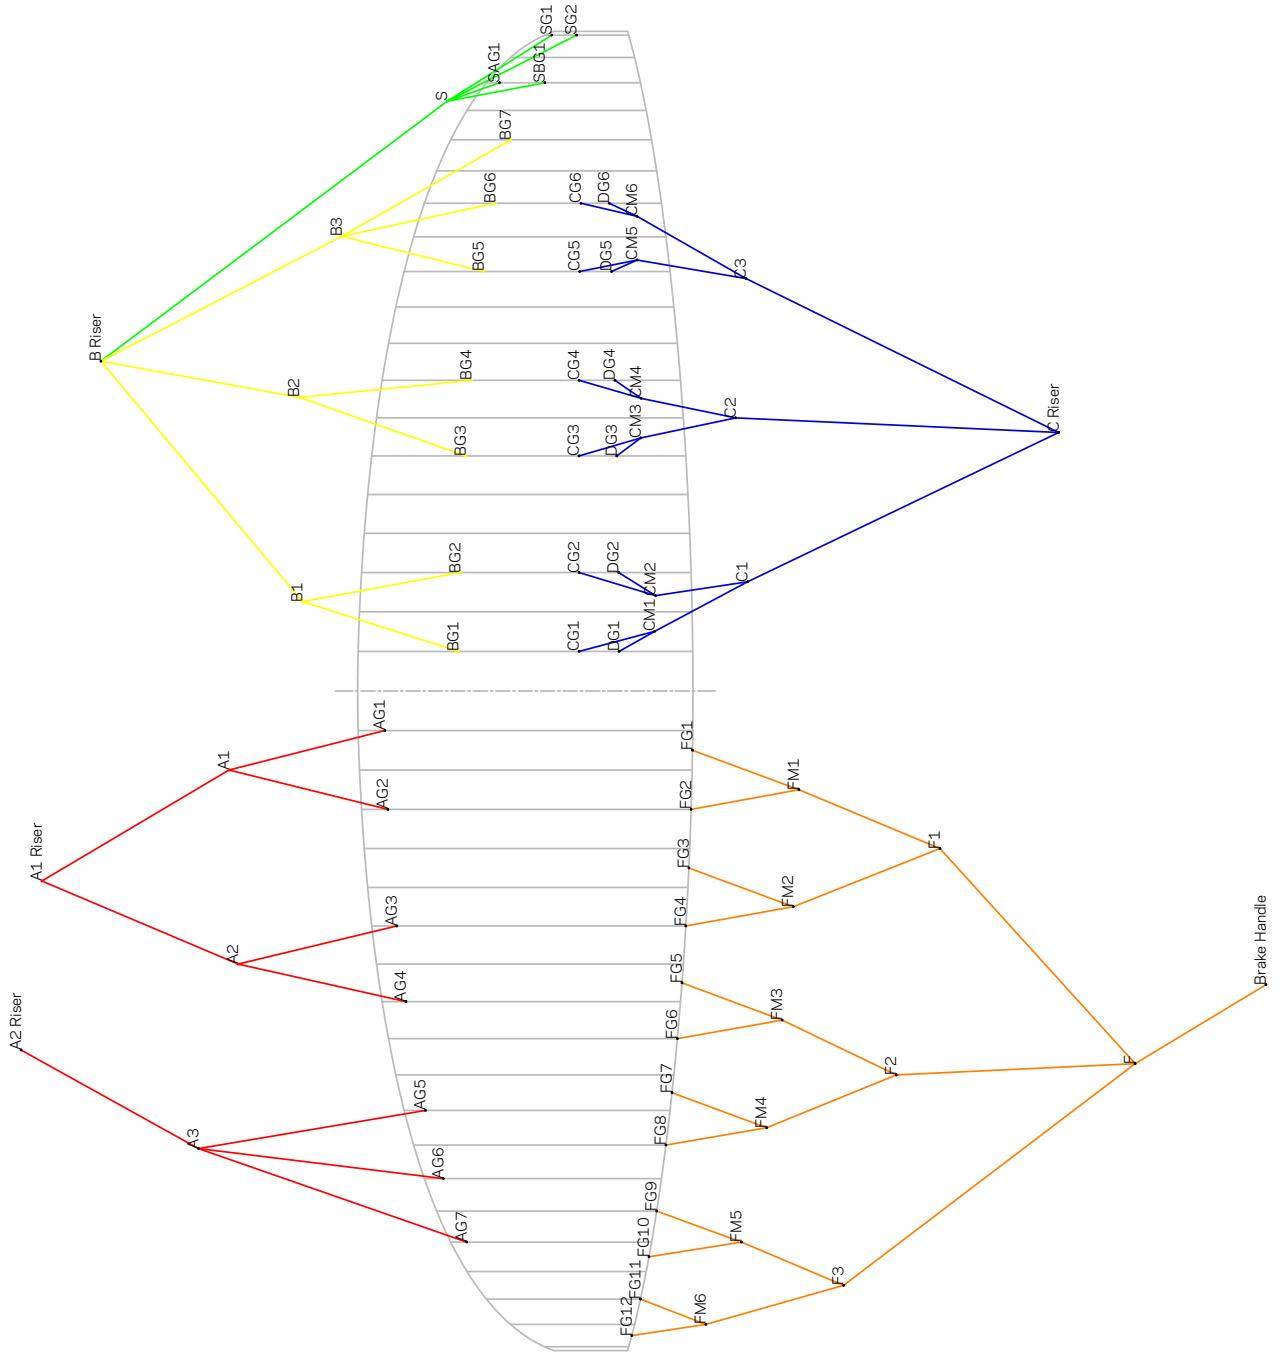 SG1
SG2
SAG1
SBG1
S
BG7
BG6
CG6
DG6
CM6
B3
BG5
CG5
DG5
CM5
C3
B Riser
B2
BG4
CG4
DG4
CM4
BG3
CG3
DG3
CM3
C2
C Riser
B1
BG2
CG2
DG2
CM2
C1
BG1
CG1
DG1
CM1
AG1
FG1
A1
FM1
AG2
FG2
A1 Riser
FG3
F1
FM2
AG3
FG4
A2
FG5
Brake Handle
AG4
FM3
FG6
A2 Riser
F
F2
FG7
AG5
FM4
A3
FG8
AG6
FG9
AG7
FM5
FG10
F3
FG11
FM6
FG12